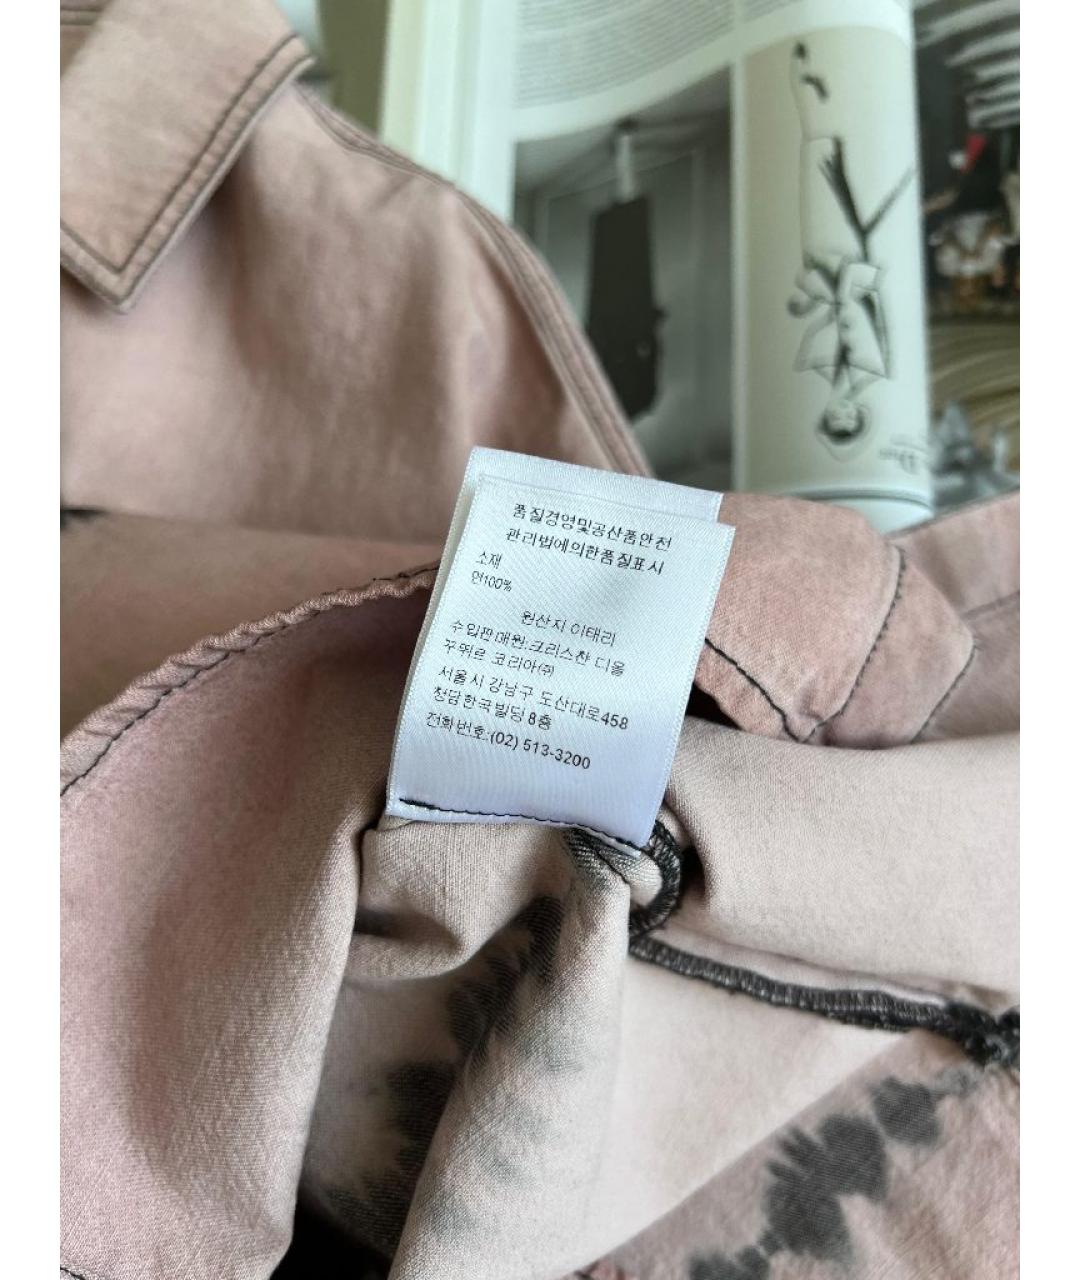 품질경영및공산품안전
관리법에의한품질표시
소재
면100%
원산지 이태리
수입판매원:크리스챤 디올
꾸뛰르 코리아㈜
서울시 강남구 도산대로458
청담한국빌딩 8층
전화번호:(02) 513-3200